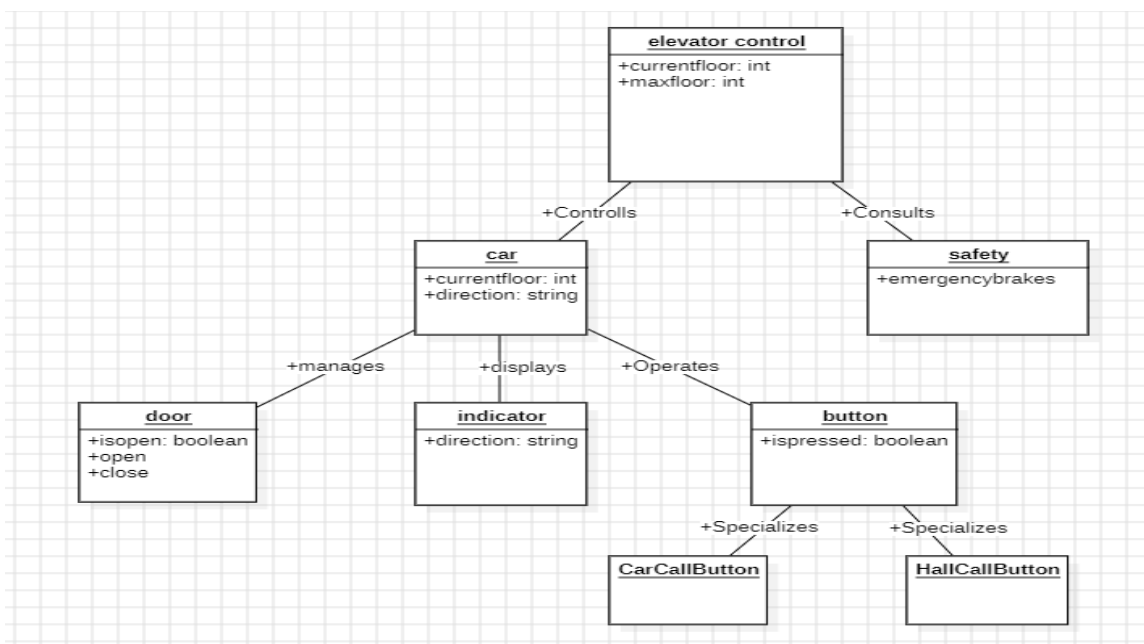 elevator control
+currentfloor: int
+maxfloor: int
+Controlls
+Consults
car
+currentfloor: int
+direction: string
safety
+emergencybrakes
+manages
+displays
+Operates
door
+isopen: boolean
+open
+close
indicator
+direction: string
button
+ispressed: boolean
+Specializes
+Specializes
CarCallButton
HallCallButton